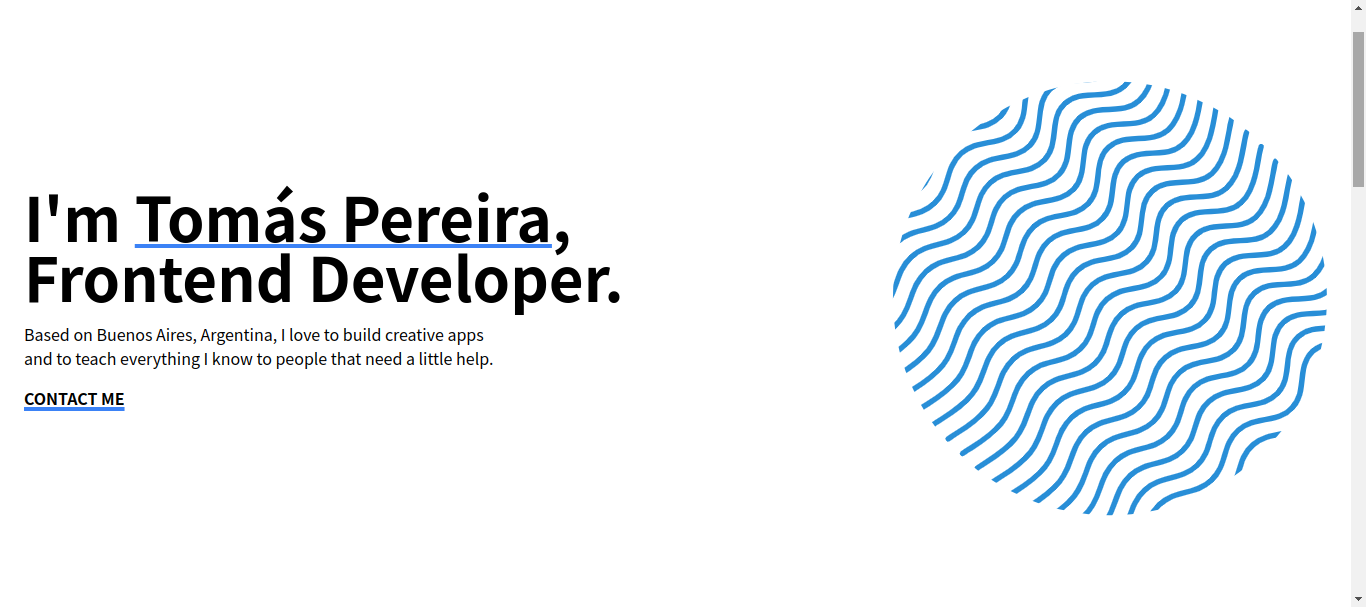 I'm Tomás Pereira,
Frontend Developer.
Based on Buenos Aires, Argentina, I love to build creative apps
and to teach everything I know to people that need a little help.
CONTACT ME